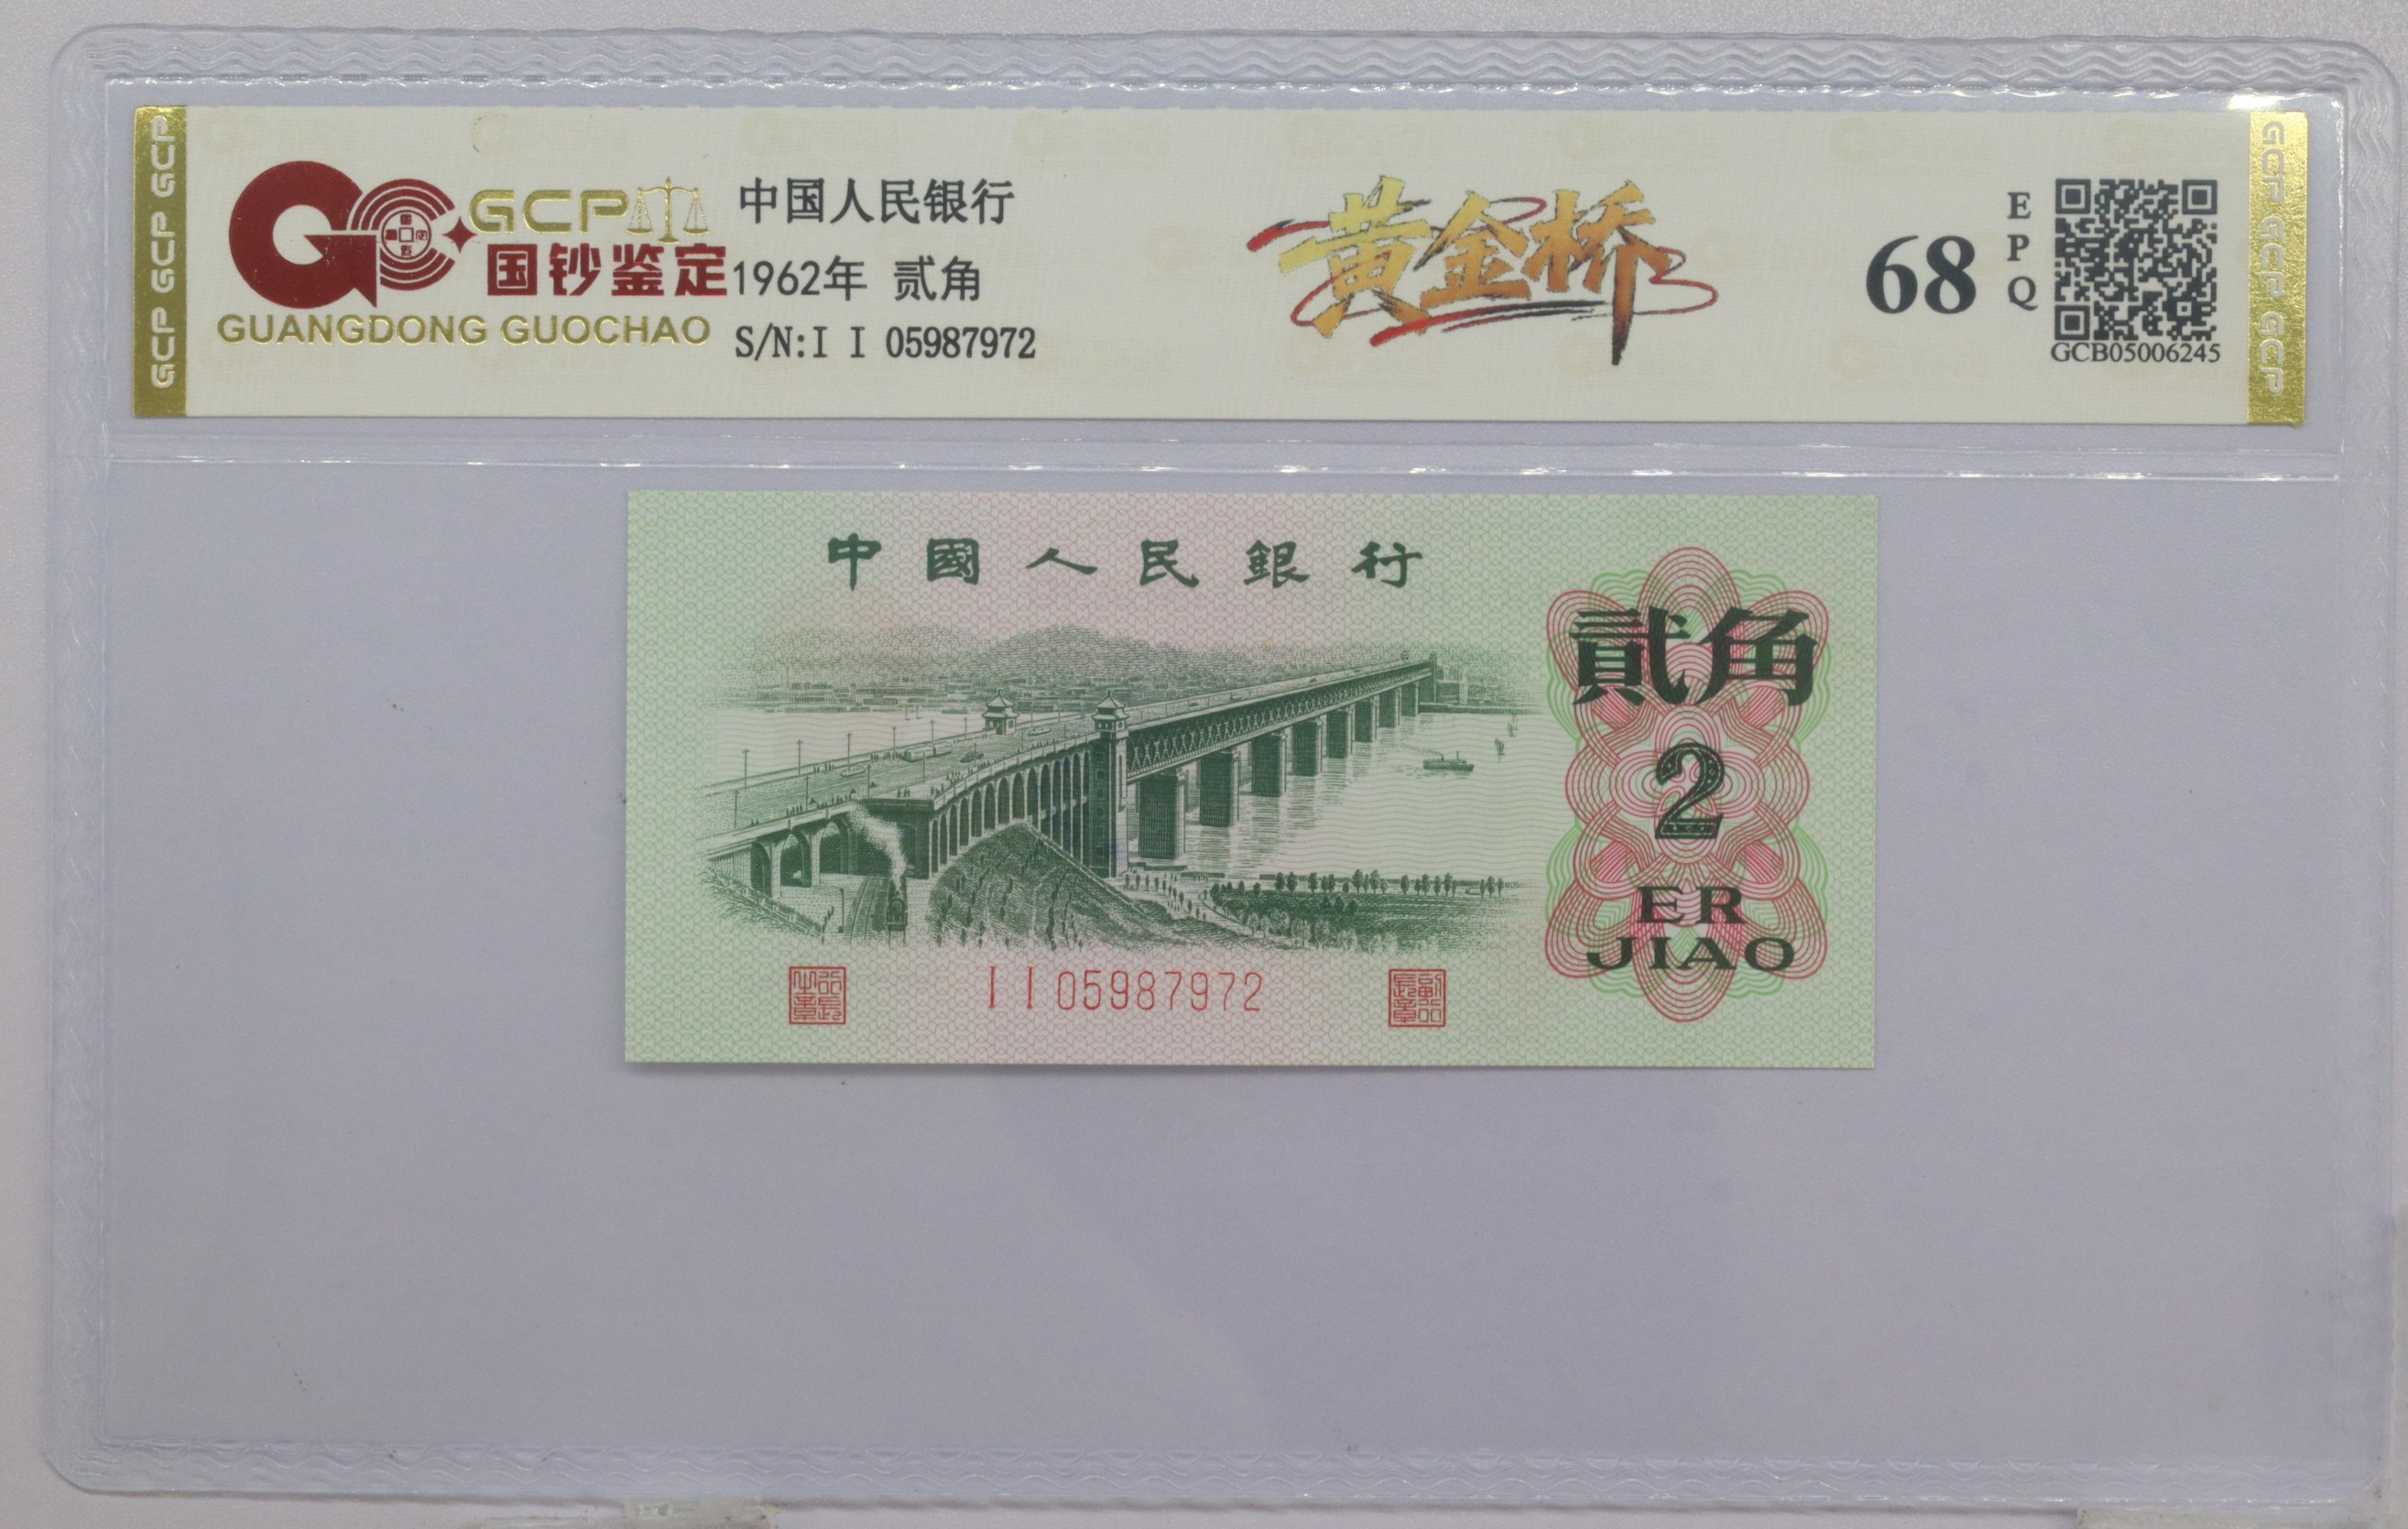 GCP GCP GCP
GCP
国钞鉴定
GUANGDONG GUOCHAO
中国人民银行
1962年 贰角
S/N:I I 05987972
黄金桥
68
EPQ
GCB05006245
GCP GCP GCP
中國人民銀行
貳角
2
ER
JIAO
I I 05987972